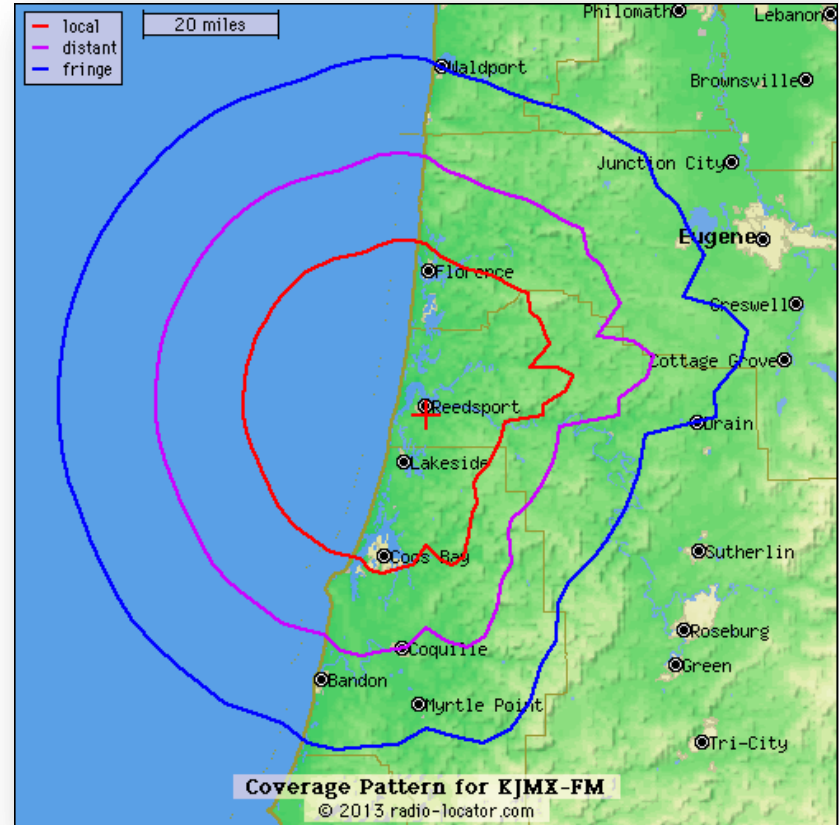 local
distant
fringe
20 miles
Philomath
Lebanon
Waldport
Brownsville
Junction City
Eugene
Florence
Creswell
Cottage Grove
Reedsport
Drain
Lakeside
Coos Bay
Sutherlin
Roseburg
Coquille
Green
Bandon
Myrtle Point
Tri-City
Coverage Pattern for KJMX-FM
© 2013 radio-locator.com